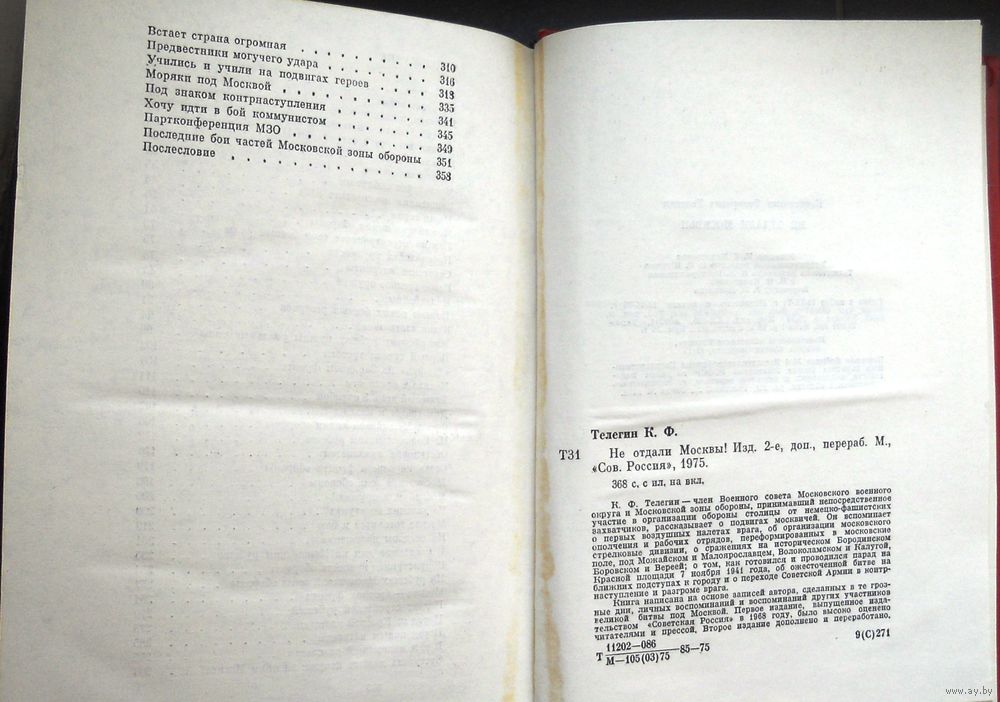 Встает страна огромная . . . . . . . . 310
Предвестники могучего удара . . . . . . 316
Учились и учили на подвигах героев . . . . 318
Моряки под Москвой . . . . . . . . . 335
Под знаком контрнаступления . . . . . . 341
Хочу идти в бой коммунистом . . . . . . 345
Партконференция МЗО . . . . . . . . . 349
Последние бои частей Московской зоны обороны 351
Послесловие . . . . . . . . . . . . 358
Телегин К. Ф.
Т31 Не отдали Москвы! Изд. 2-е, доп., перераб. М.,
«Сов. Россия», 1975.
368 с. с ил. на вкл.
К. Ф. Телегин — член Военного совета Московского военного
округа и Московской зоны обороны, принимавший непосредственное
участие в организации обороны столицы от немецко-фашистских
захватчиков, рассказывает о подвигах москвичей. Он вспоминает
о первых воздушных налетах врага, об организации московского
ополчения и рабочих отрядов, переформированных в московские
стрелковые дивизии, о сражениях на историческом Бородинском
поле, под Можайском и Малоярославцем, Волоколамском и Калугой,
Боровском и Вереей; о том, как готовился и проводился парад на
Красной площади 7 ноября 1941 года, об ожесточенной битве на
ближних подступах к городу и о переходе Советской Армии в контр-
наступление и разгроме врага.
Книга написана на основе записей автора, сделанных в те гроз-
ные дни, личных воспоминаний и воспоминаний других участников
великой битвы под Москвой. Первое издание, выпущенное изда-
тельством «Советская Россия» в 1968 году, было высоко оценено
читателями и прессой. Второе издание дополнено и переработано.
Т 11202—086
М—105(03)75 —85—75 9(С)271
www.ay.by